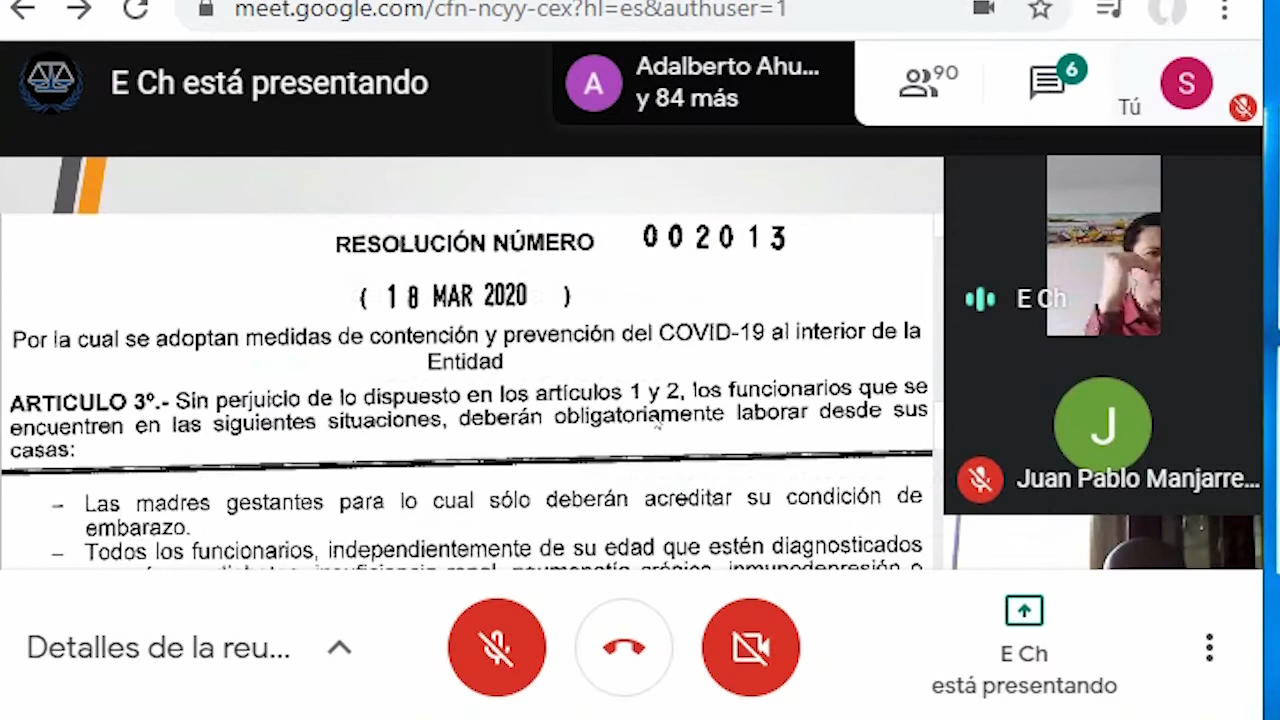 meet.google.com/cfn-ncyy-cex?hl=es&authuser=1
E Ch está presentando
A
Adalberto Ahu...
y 84 más
90
6
Tú
S
RESOLUCIÓN NÚMERO 002013
( 18 MAR 2020 )
Por la cual se adoptan medidas de contención y prevención del COVID-19 al interior de la
Entidad
ARTICULO 3º.- Sin perjuicio de lo dispuesto en los artículos 1 y 2, los funcionarios que se
encuentren en las siguientes situaciones, deberán obligatoriamente laborar desde sus
casas:
– Las madres gestantes para lo cual sólo deberán acreditar su condición de
embarazo.
– Todos los funcionarios, independientemente de su edad que estén diagnosticados
E Ch
J
Juan Pablo Manjarre...
Detalles de la reu...
E Ch
está presentando